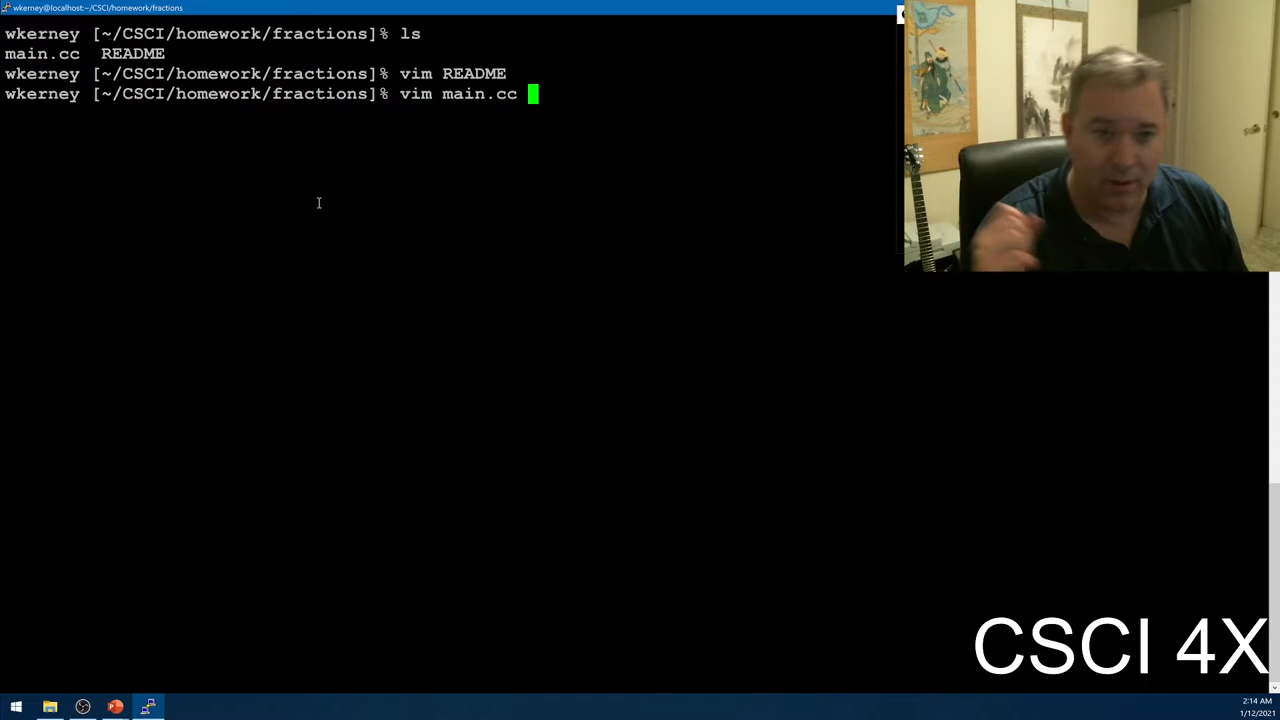 wkerney@localhost:~/CSCI/homework/fractions
wkerney [~/CSCI/homework/fractions]% ls
main.cc  README
wkerney [~/CSCI/homework/fractions]% vim README
wkerney [~/CSCI/homework/fractions]% vim main.cc
CSCI 4X
2:14 AM
1/12/2021